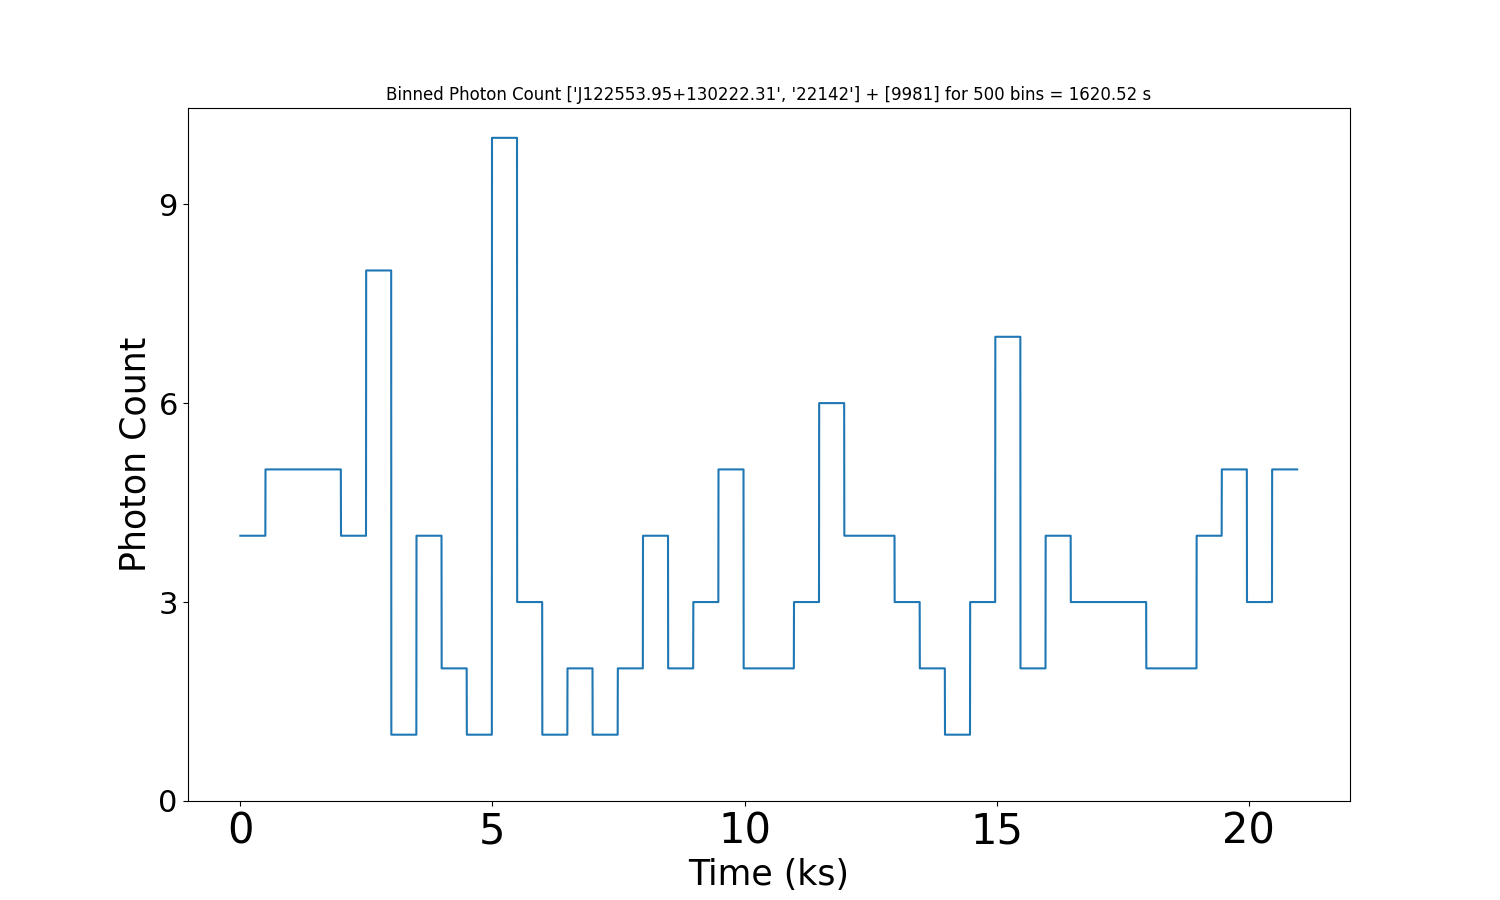 Binned Photon Count ['J122553.95+130222.31', '22142'] + [9981] for 500 bins = 1620.52 s
9
6
3
0
Photon Count
0 5 10 15 20
Time (ks)